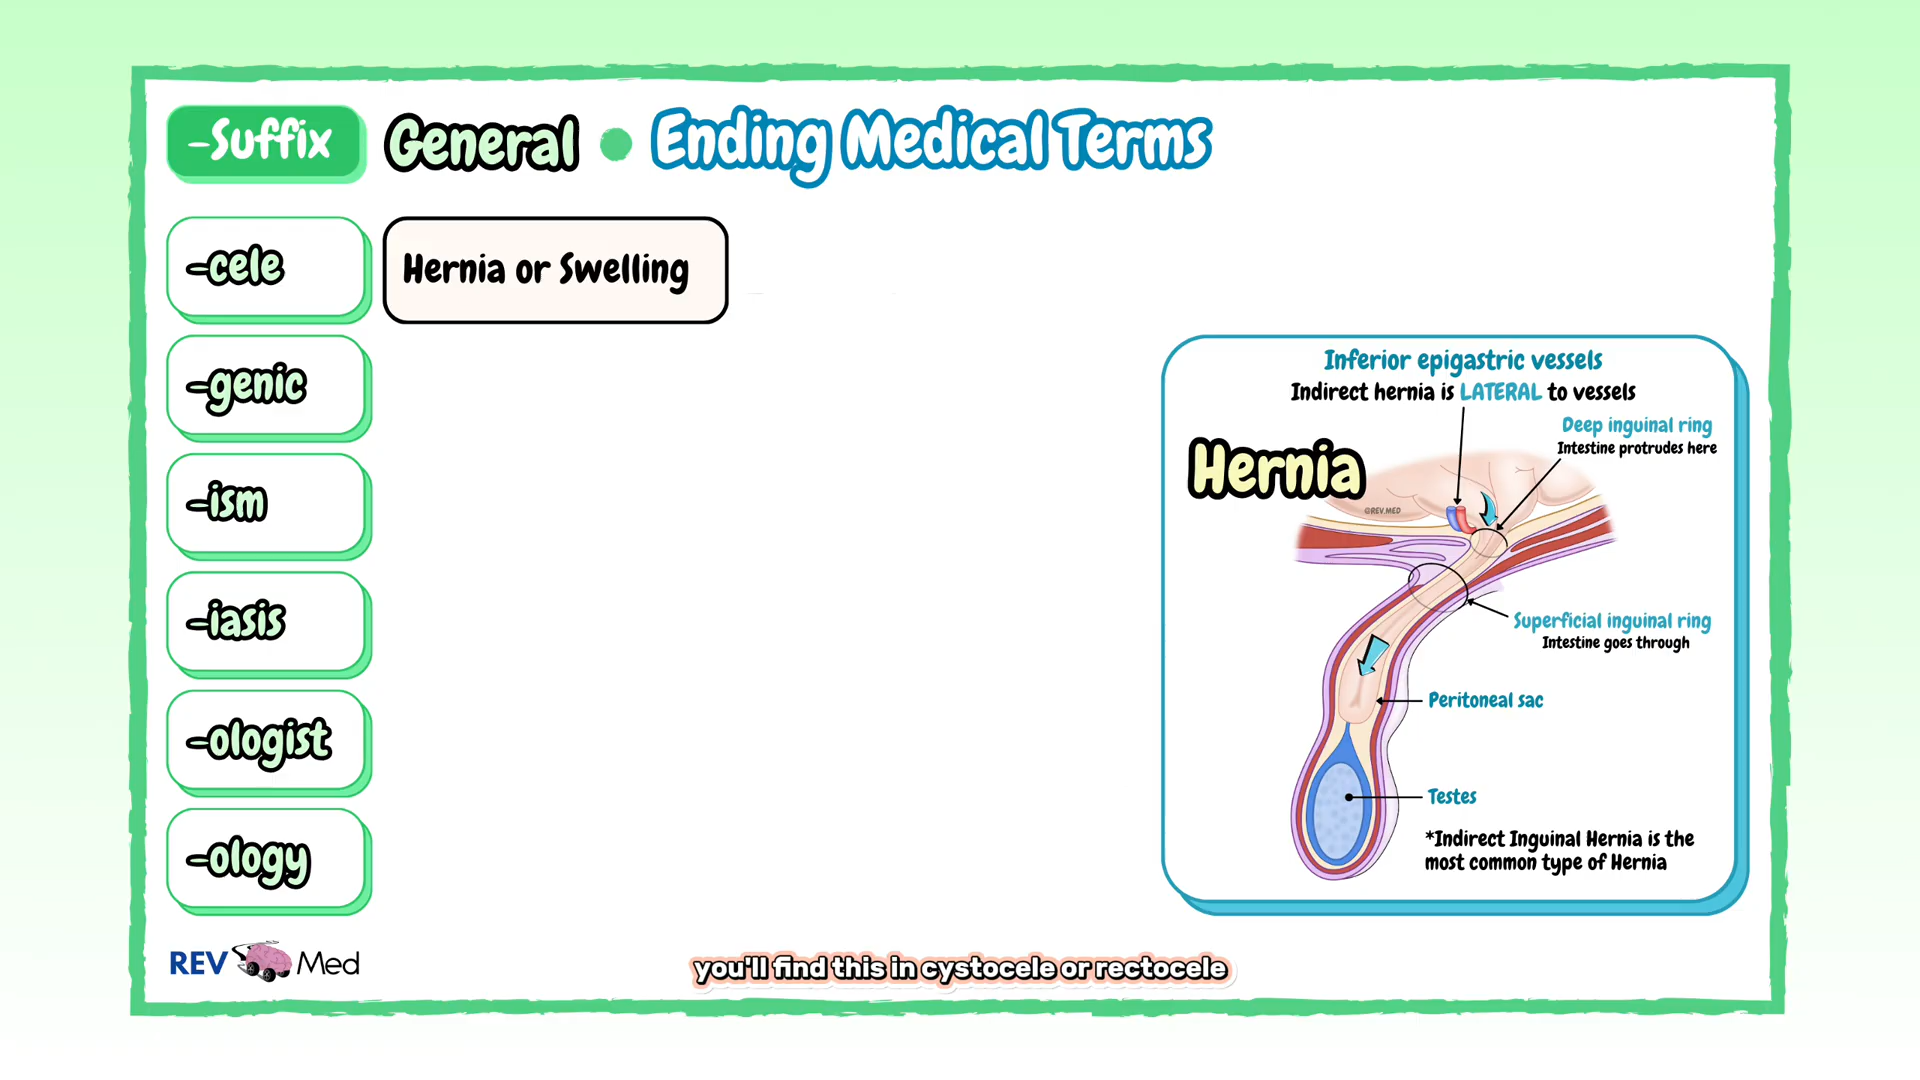 -Suffix
General • Ending Medical Terms
-cele
Hernia or Swelling
-genic
-ism
-iasis
-ologist
-ology
Inferior epigastric vessels
Indirect hernia is LATERAL to vessels
Deep inguinal ring
Intestine protrudes here
Hernia
@REV.MED
Superficial inguinal ring
Intestine goes through
Peritoneal sac
Testes
*Indirect Inguinal Hernia is the
most common type of Hernia
REV Med
you'll find this in cystocele or rectocele